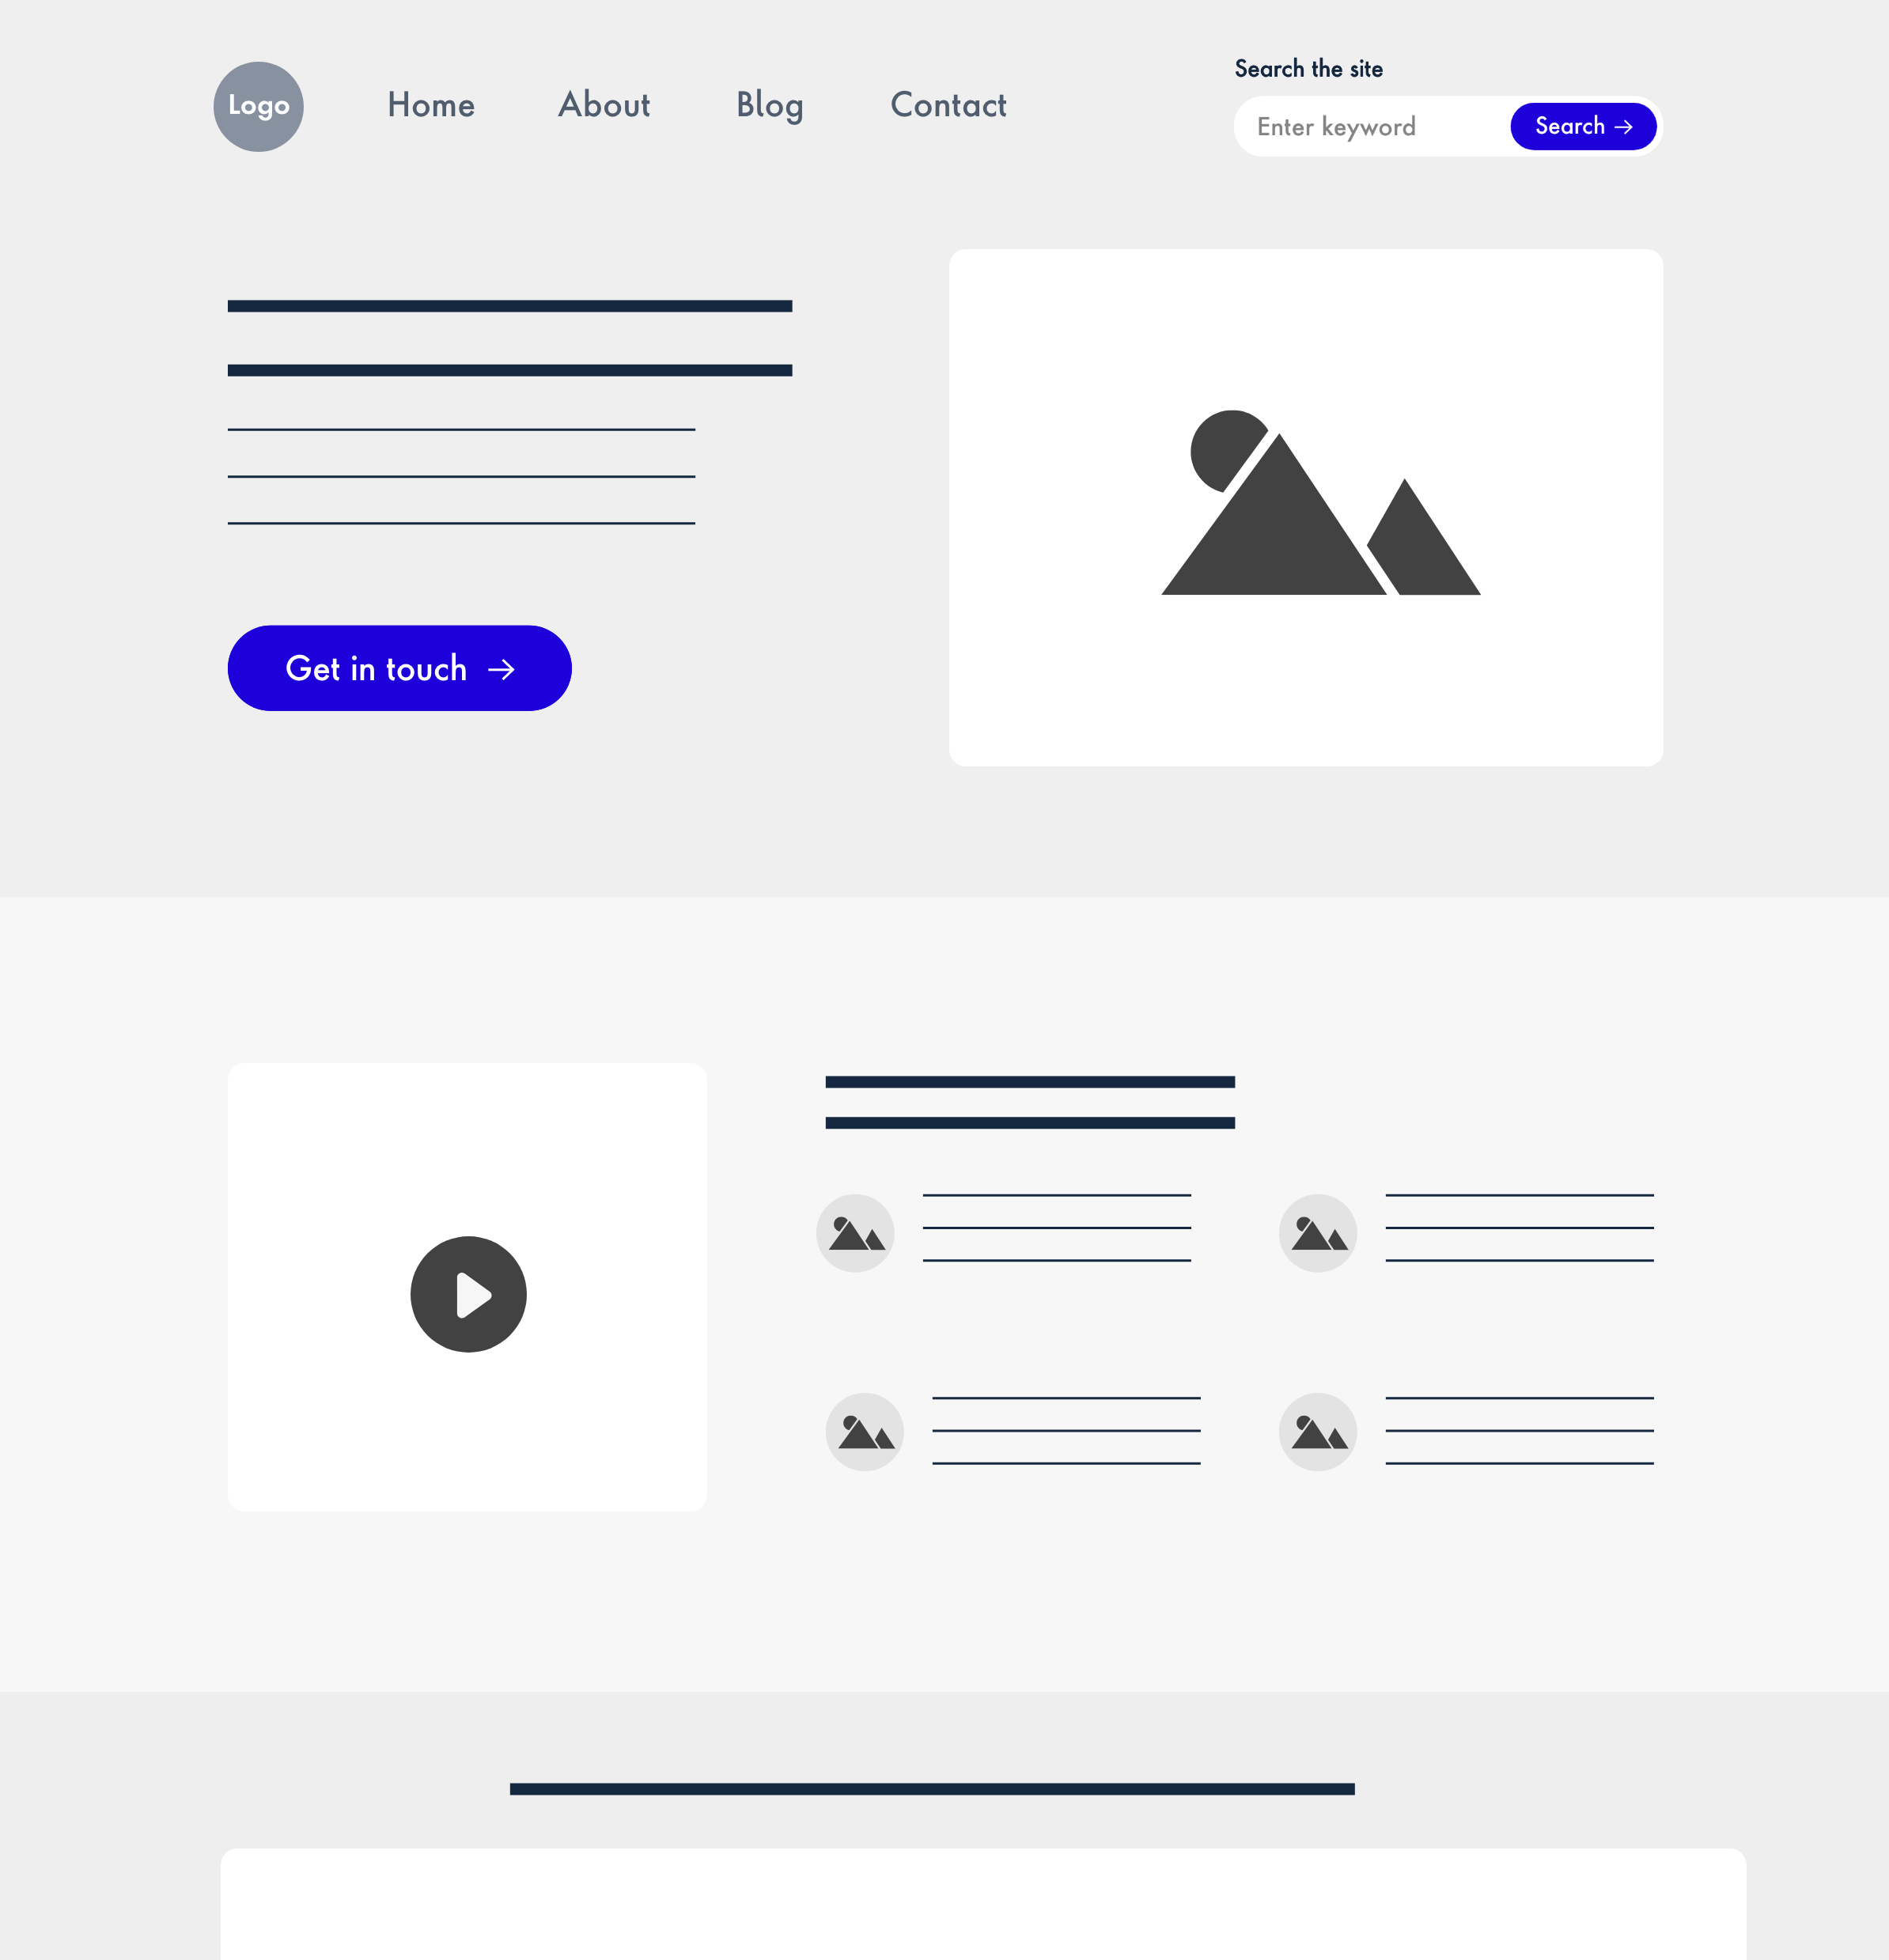 Logo
Home
About
Blog
Contact
Search the site
Enter keyword
Search
Get in touch